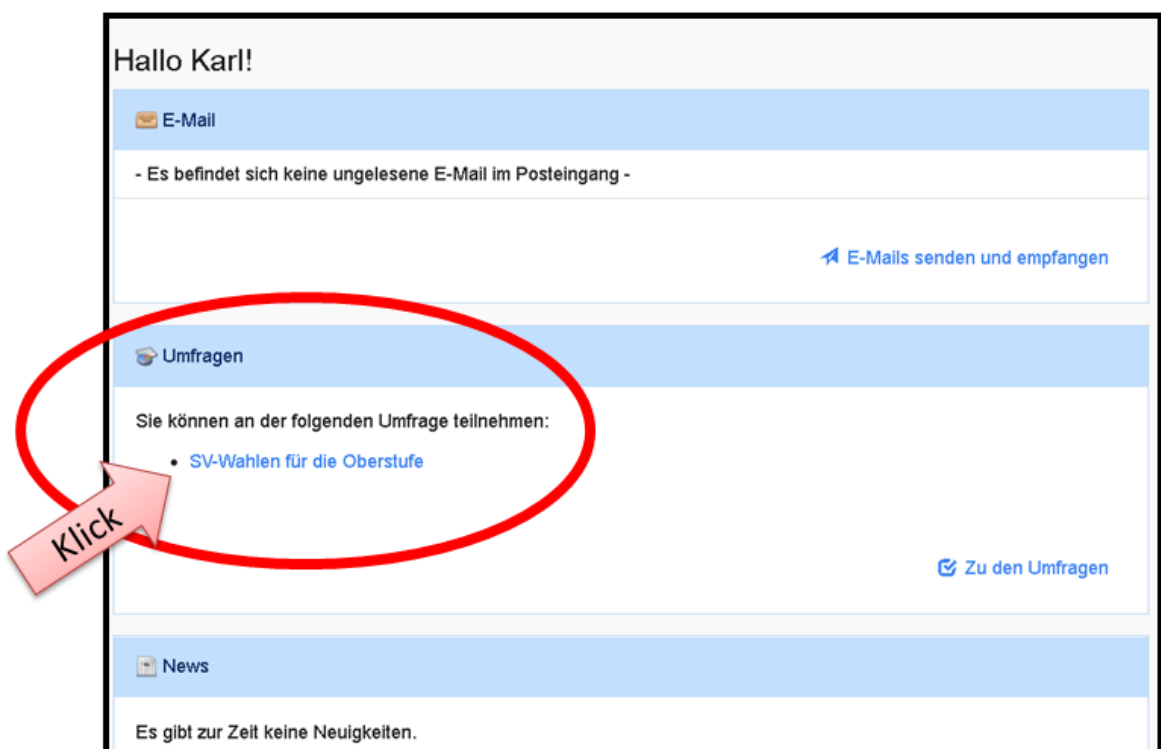 Hallo Karl!
E-Mail
- Es befindet sich keine ungelesene E-Mail im Posteingang -
E-Mails senden und empfangen
Umfragen
Sie können an der folgenden Umfrage teilnehmen:
• SV-Wahlen für die Oberstufe
Klick
Zu den Umfragen
News
Es gibt zur Zeit keine Neuigkeiten.